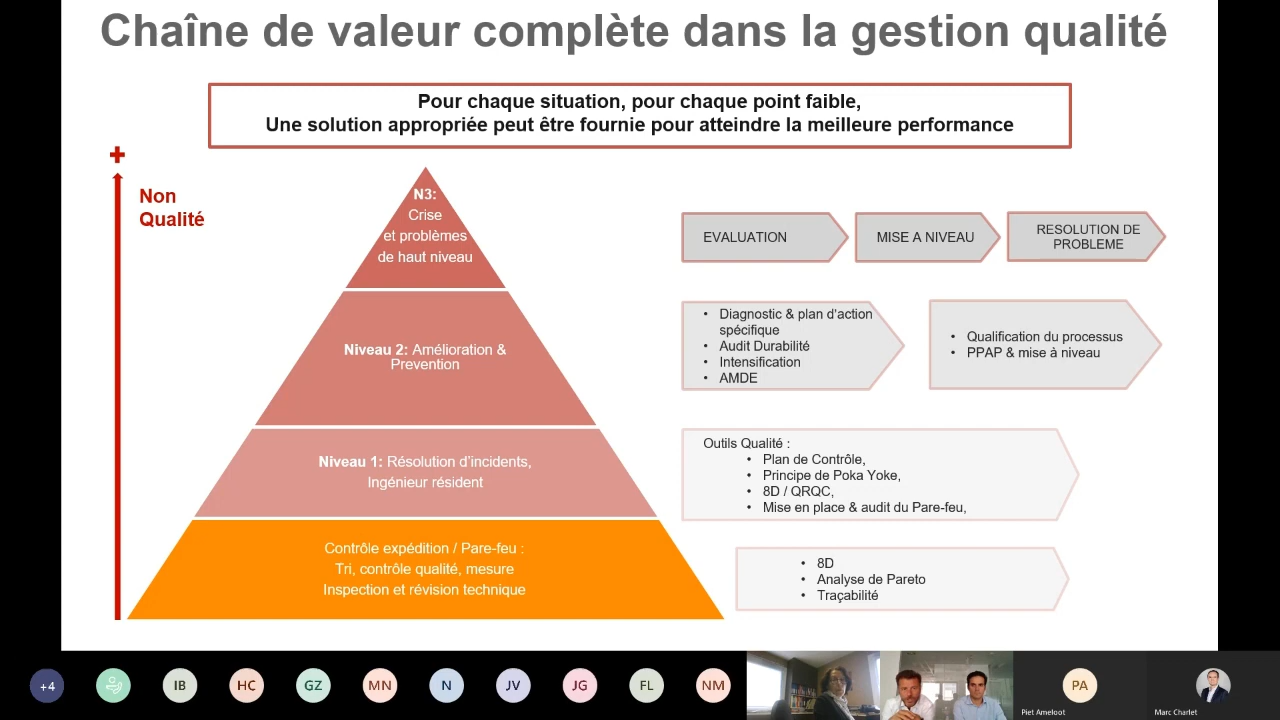 Chaîne de valeur complète dans la gestion qualité
Pour chaque situation, pour chaque point faible,
Une solution appropriée peut être fournie pour atteindre la meilleure performance
+
Non
Qualité
N3:
Crise
et problèmes
de haut niveau
EVALUATION
MISE A NIVEAU
RESOLUTION DE
PROBLEME
Niveau 2: Amélioration &
Prevention
• Diagnostic & plan d'action
spécifique
• Audit Durabilité
• Intensification
• AMDE
• Qualification du processus
• PPAP & mise à niveau
Niveau 1: Résolution d'incidents,
Ingénieur résident
Outils Qualité :
• Plan de Contrôle,
• Principe de Poka Yoke,
• 8D / QRQC,
• Mise en place & audit du Pare-feu,
Contrôle expédition / Pare-feu :
Tri, contrôle qualité, mesure
Inspection et révision technique
• 8D
• Analyse de Pareto
• Traçabilité
+4
IB
HC
GZ
MN
N
JV
JG
FL
NM
PA
Piet Ameloot
Marc Charlet